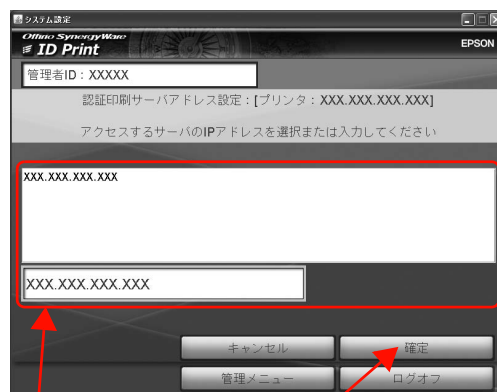 システム設定
Offirio SynergyWare
ID Print
EPSON
管理者ID：XXXXX
認証印刷サーバアドレス設定：[プリンタ：XXX.XXX.XXX.XXX]
アクセスするサーバのIPアドレスを選択または入力してください
XXX.XXX.XXX.XXX
XXX.XXX.XXX.XXX
キャンセル
確定
管理メニュー
ログオフ